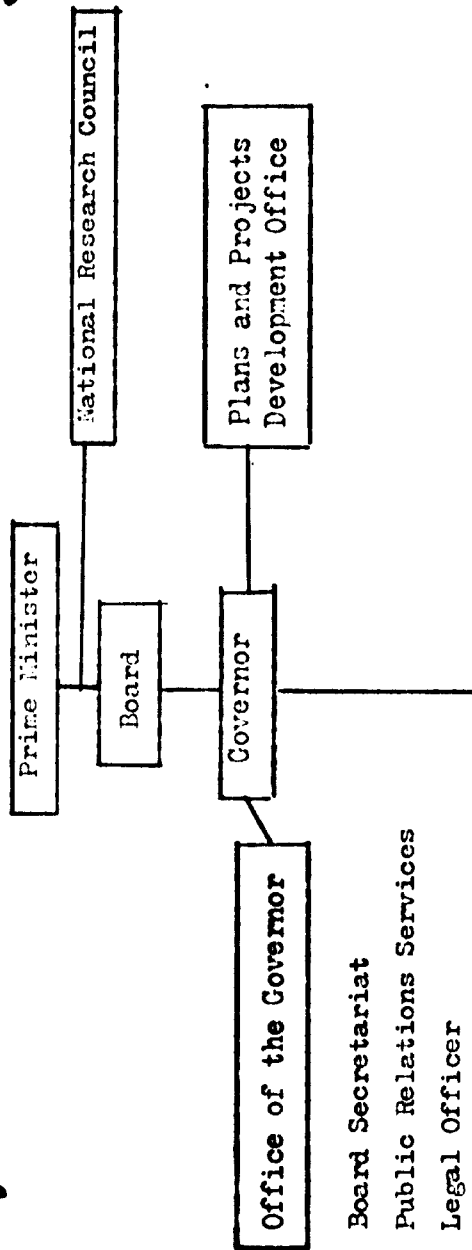 Prime Minister
National Research Council
Board
Governor
Plans and Projects
Development Office
Office of the Governor
Board Secretariat
Public Relations Services
Legal Officer